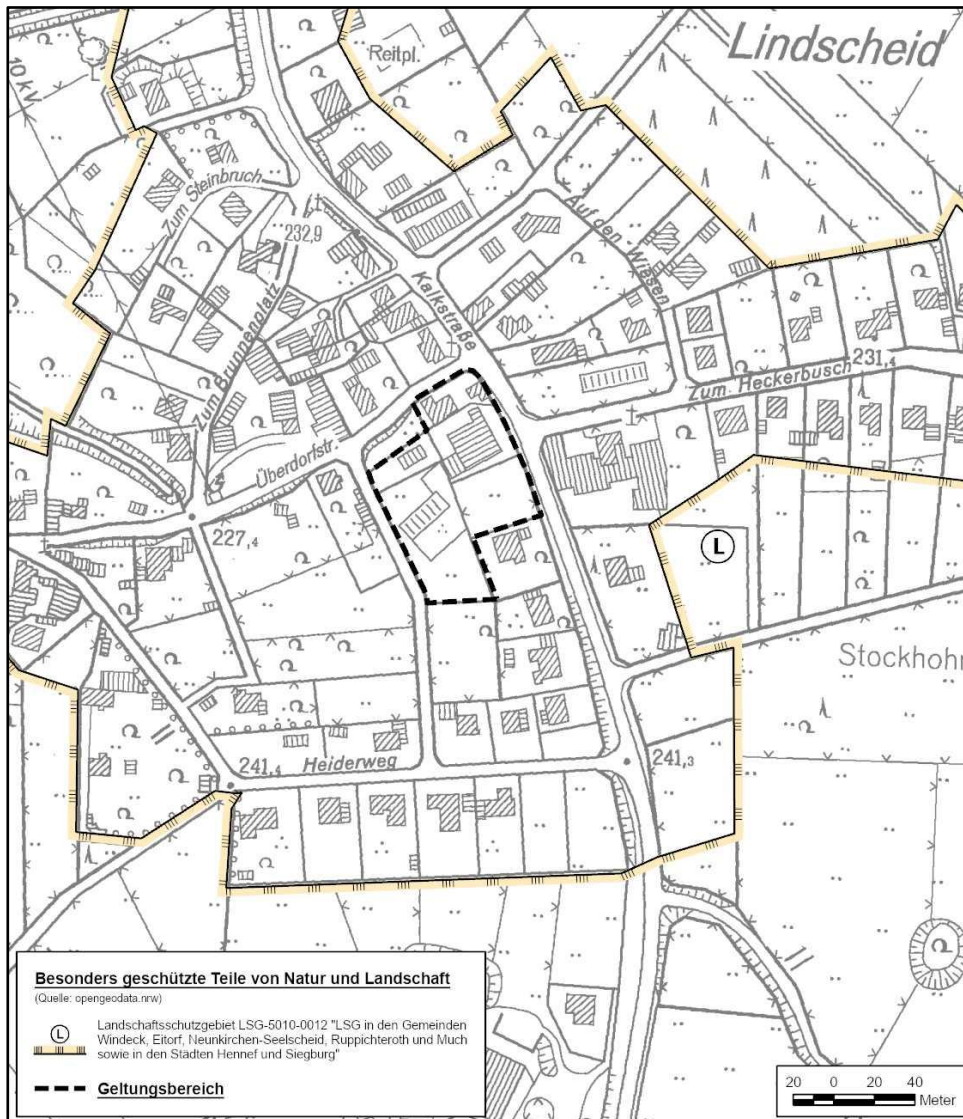 Lindscheid
Reitpl.
10 kV
L
Zum Steinbruch
232,9
Auf den Wiesen
Zum Brunnenplatz
Kalkstraße
231,4
Zum Heckerbusch
Überdorfstr.
227,4
L
Stockhohn
241,4
Heiderweg
241,3
Besonders geschützte Teile von Natur und Landschaft
(Quelle: opengeodata.nrw)
L
Landschaftsschutzgebiet LSG-5010-0012 "LSG in den Gemeinden
Windeck, Eitorf, Neunkirchen-Seelscheid, Ruppichteroth und Much
sowie in den Städten Hennef und Siegburg"
Geltungsbereich
20 0 20 40
Meter